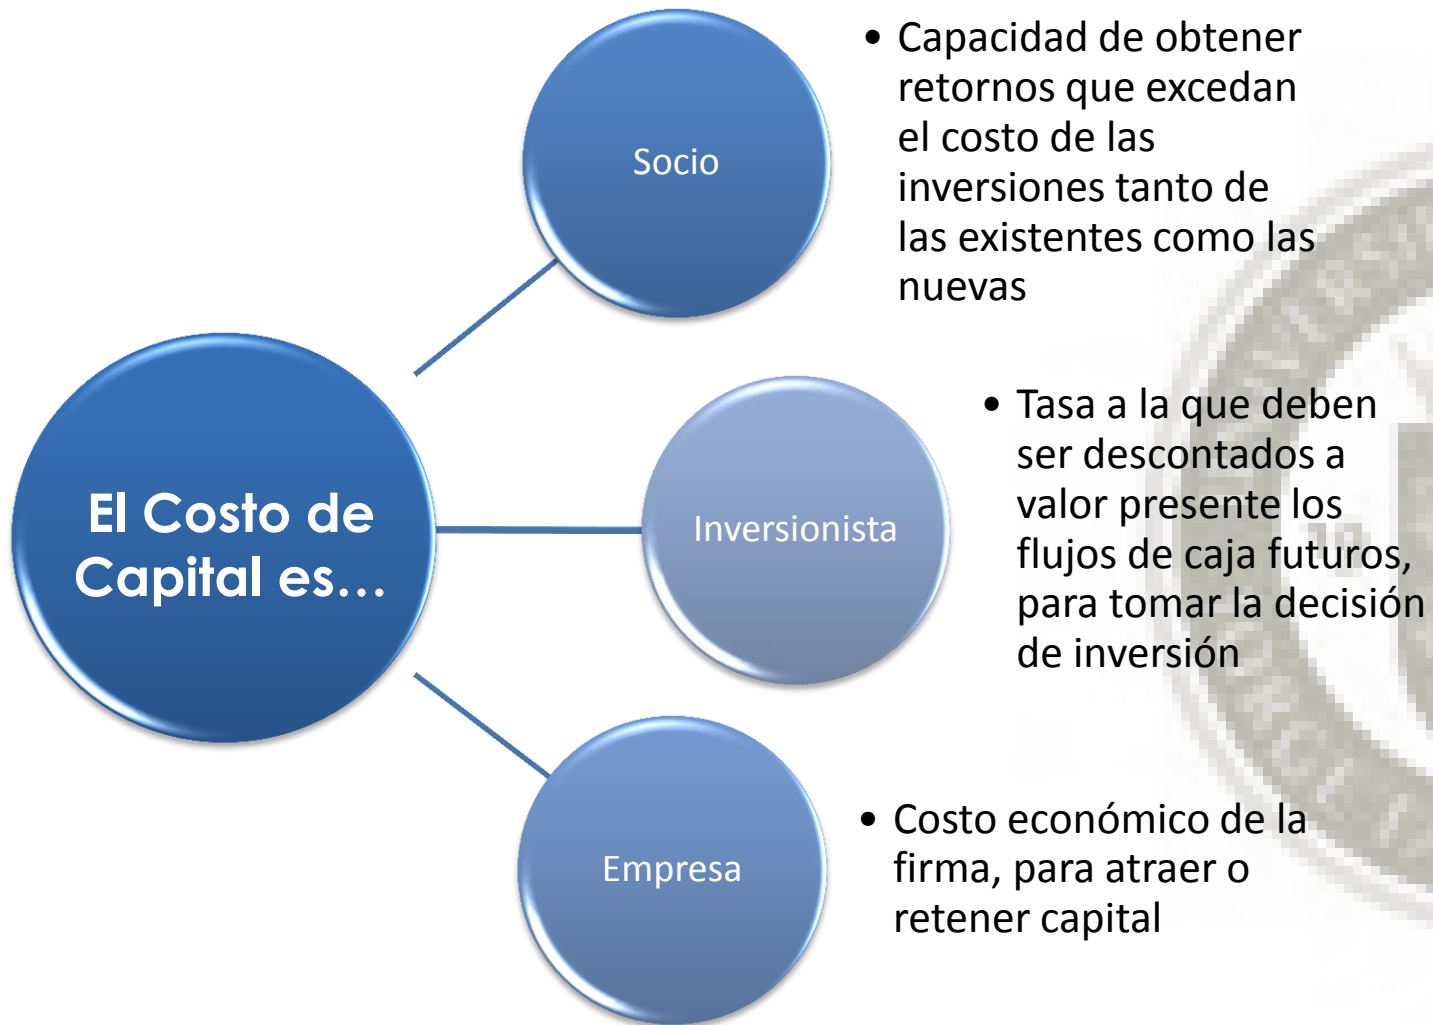 El Costo de
Capital es...
Socio
• Capacidad de obtener
retornos que excedan
el costo de las
inversiones tanto de
las existentes como las
nuevas
Inversionista
• Tasa a la que deben
ser descontados a
valor presente los
flujos de caja futuros,
para tomar la decisión
de inversión
Empresa
• Costo económico de la
firma, para atraer o
retener capital